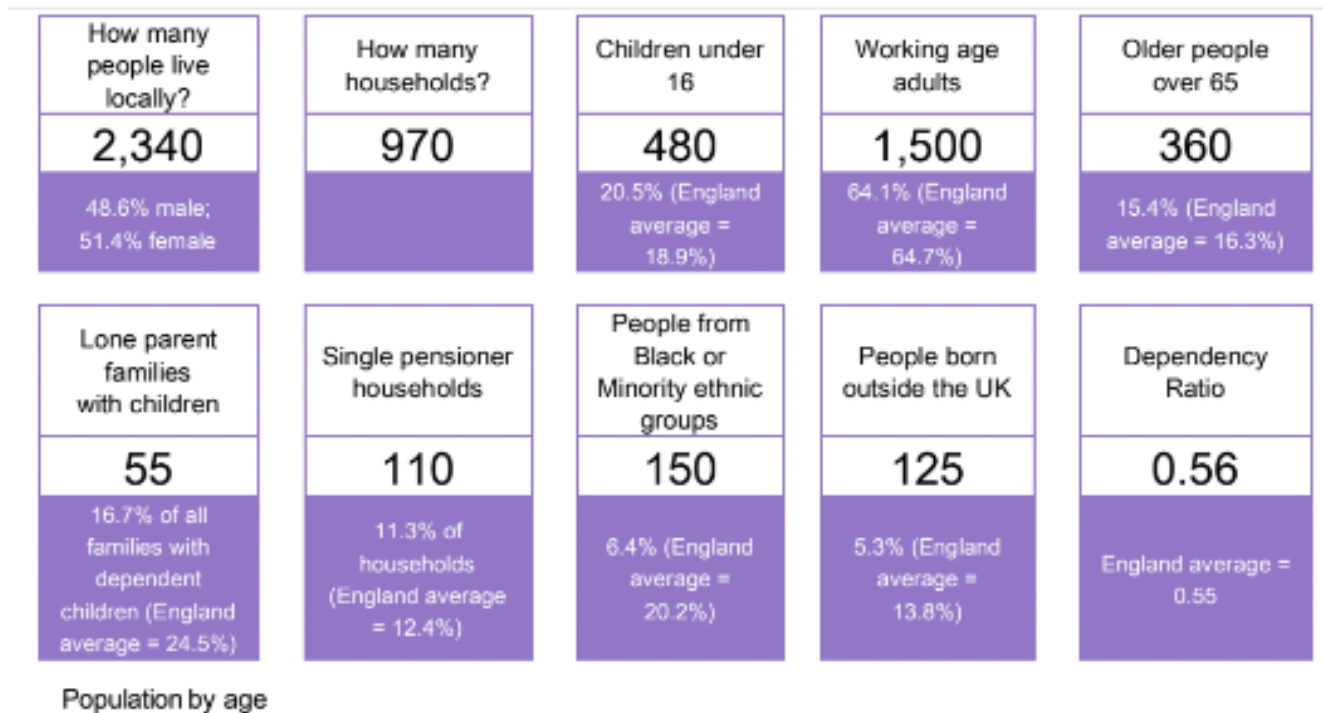 How many
people live
locally?
2,340
48.6% male;
51.4% female
How many
households?
970
Children under
16
480
20.5% (England
average =
18.9%)
Working age
adults
1,500
64.1% (England
average =
64.7%)
Older people
over 65
360
15.4% (England
average = 16.3%)
Lone parent
families
with children
55
16.7% of all
families with
dependent
children (England
average = 24.5%)
Single pensioner
households
110
11.3% of
households
(England average
= 12.4%)
People from
Black or
Minority ethnic
groups
150
6.4% (England
average =
20.2%)
People born
outside the UK
125
5.3% (England
average =
13.8%)
Dependency
Ratio
0.56
England average =
0.55
Population by age